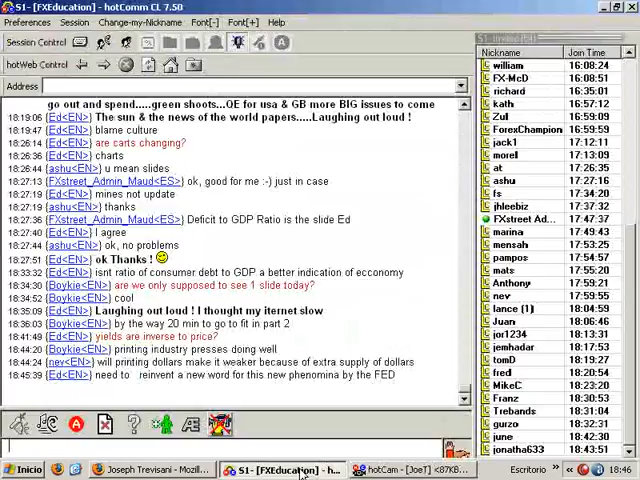 S1- [FXEducation] - hotComm CL 7.50
Preferences Session Change-my-Nickname Font[-] Font[+] Help
Session Control
hotWeb Control
Address
go out and spend.....green shoots...QE for usa & GB more BIG issues to come
18:19:06 {Ed<EN>} The sun & the news of the world papers.....Laughing out loud !
18:19:47 {Ed<EN>} blame culture
18:26:14 {Ed<EN>} are carts changing?
18:26:36 {Ed<EN>} charts
18:26:44 {ashu<EN>} u mean slides
18:27:13 {FXstreet_Admin_Maud<ES>} ok, good for me :-) just in case
18:27:19 {Ed<EN>} mines not update
18:27:19 {ashu<EN>} thanks
18:27:36 {FXstreet_Admin_Maud<ES>} Deficit to GDP Ratio is the slide Ed
18:27:40 {Ed<EN>} I agree
18:27:44 {ashu<EN>} ok, no problems
18:27:51 {Ed<EN>} ok Thanks !
18:33:32 {Ed<EN>} isnt ratio of consumer debt to GDP a better indication of ecconomy
18:34:30 {Boykie<EN>} are we only supposed to see 1 slide today?
18:34:52 {Boykie<EN>} cool
18:35:09 {Ed<EN>} Laughing out loud ! I thought my iternet slow
18:36:03 {Boykie<EN>} by the way 20 min to go to fit in part 2
18:41:49 {Ed<EN>} yields are inverse to price?
18:44:20 {Boykie<EN>} printing industry presses doing well
18:44:24 {nev<EN>} will printing dollars make it weaker because of extra supply of dollars
18:45:39 {Ed<EN>} need to reinvent a new word for this new phenomina by the FED
Nickname Join Time
william 16:08:24
FX-McD 16:08:51
richard 16:35:01
kath 16:57:12
Zul 16:59:09
ForexChampion 16:59:59
jack1 17:12:11
morel 17:13:11
at 17:26:35
ashu 17:27:16
fs 17:34:20
jhleebiz 17:37:32
FXstreet Ad... 17:47:37
marina 17:49:43
mensah 17:53:25
pampos 17:54:57
mats 17:55:55
Anthony 17:57:21
nev 17:59:55
lance (1) 18:04:59
Juan 18:06:46
jor1234 18:13:31
jemhadar 18:17:53
tomD 18:19:36
fred 18:20:54
MikeC 18:23:20
Franz 18:27:59
Trebands 18:31:04
gurzo 18:32:31
june 18:42:30
jonatha633 18:43:51
Inicio
Joseph Trevisani - Mozill...
S1- [FXEducation] - h...
hotCam - [JoeT] <87KB...
Escritorio
18:46